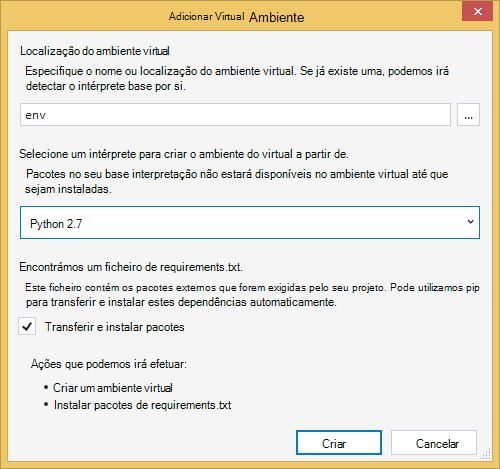 Adicionar Virtual Ambiente
Localização do ambiente virtual
Especifique o nome ou localização do ambiente virtual. Se já existe uma, podemos irá
detectar o intérprete base por si.
env
...
Selecione um intérprete para criar o ambiente do virtual a partir de.
Pacotes no seu base interpretação não estará disponíveis no ambiente virtual até que
sejam instaladas.
Python 2.7
Encontrámos um ficheiro de requirements.txt.
Este ficheiro contém os pacotes externos que forem exigidas pelo seu projeto. Pode utilizamos pip
para transferir e instalar estes dependências automaticamente.
Transferir e instalar pacotes
Ações que podemos irá efetuar:
• Criar um ambiente virtual
• Instalar pacotes de requirements.txt
Criar
Cancelar